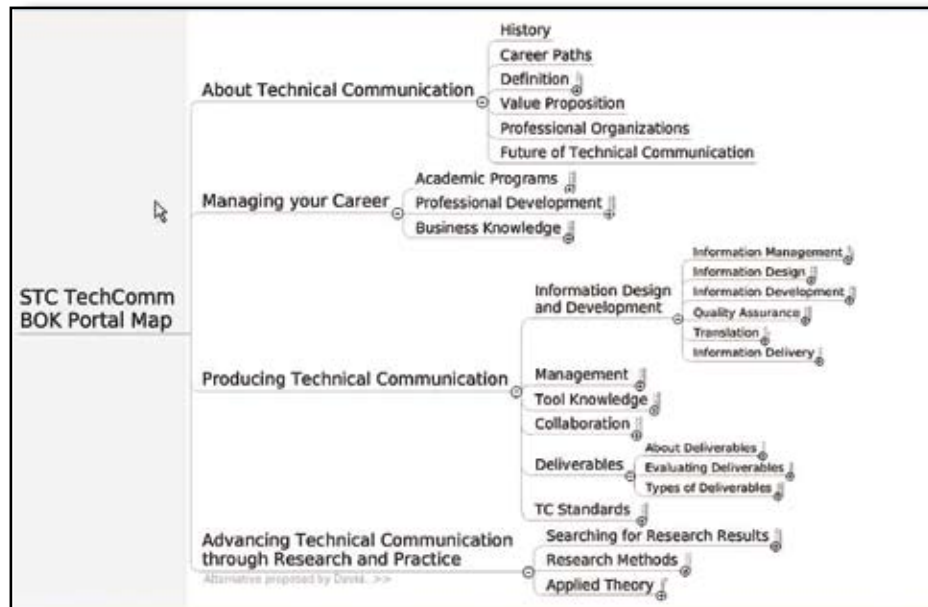 STC TechComm
BOK Portal Map
About Technical Communication
History
Career Paths
Definition
Value Proposition
Professional Organizations
Future of Technical Communication
Managing your Career
Academic Programs
Professional Development
Business Knowledge
Producing Technical Communication
Information Design
and Development
Information Management
Information Design
Information Development
Quality Assurance
Translation
Information Delivery
Management
Tool Knowledge
Collaboration
Deliverables
About Deliverables
Evaluating Deliverables
Types of Deliverables
TC Standards
Advancing Technical Communication
through Research and Practice
Alternative proposed by David.. >>
Searching for Research Results
Research Methods
Applied Theory